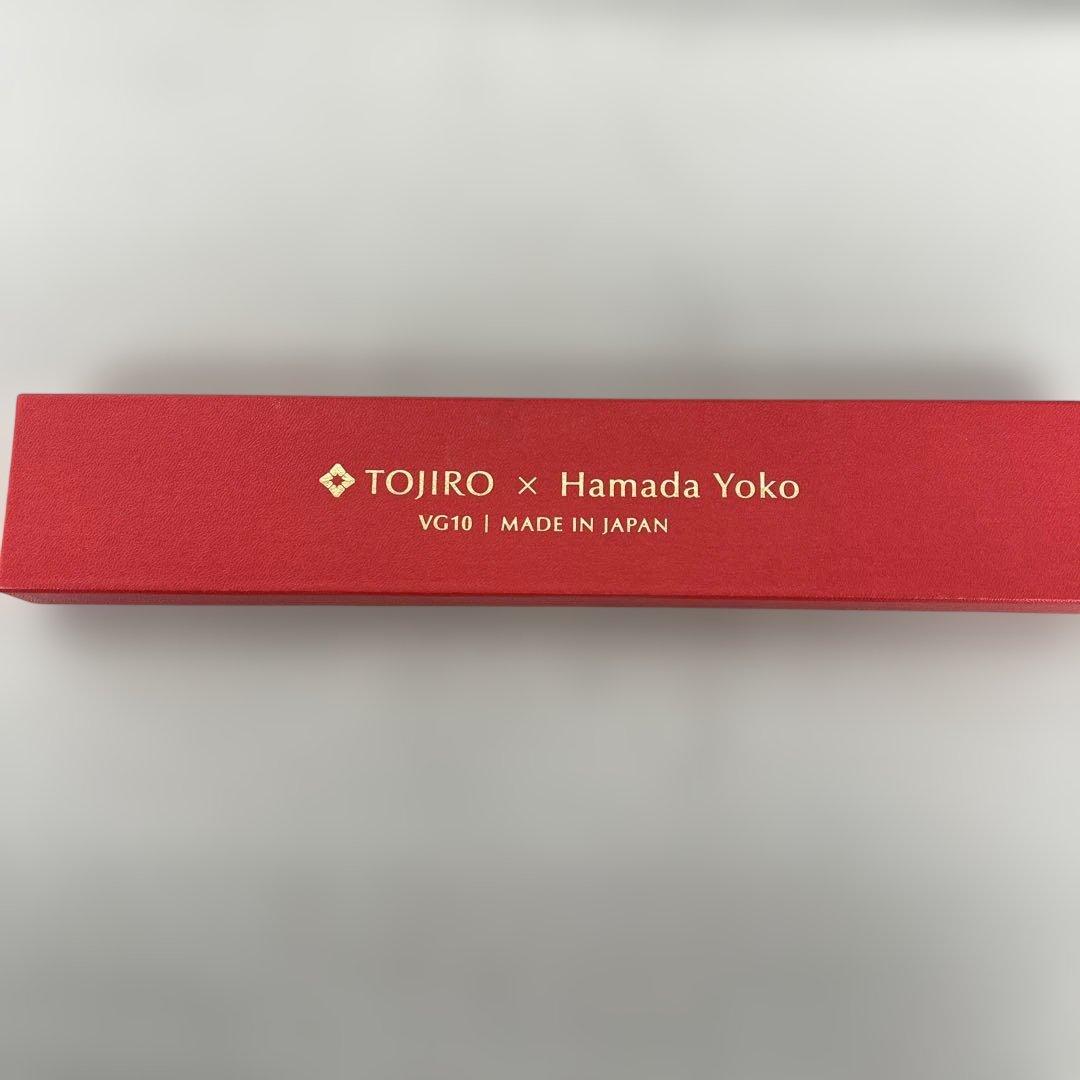 TOJIRO × Hamada Yoko
VG10 | MADE IN JAPAN